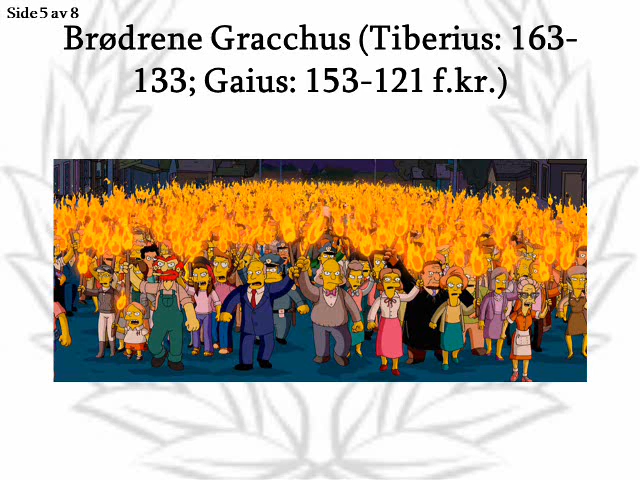 Side 5 av 8
Brødrene Gracchus (Tiberius: 163-
133; Gaius: 153-121 f.kr.)